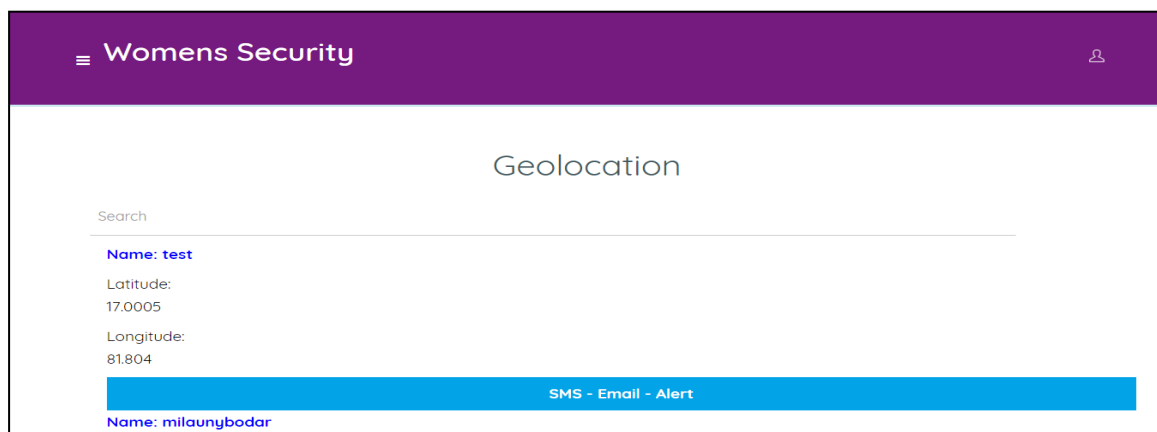 Womens Security
Geolocation
Search
Name: test
Latitude:
17.0005
Longitude:
81.804
SMS - Email - Alert
Name: milaunybodar